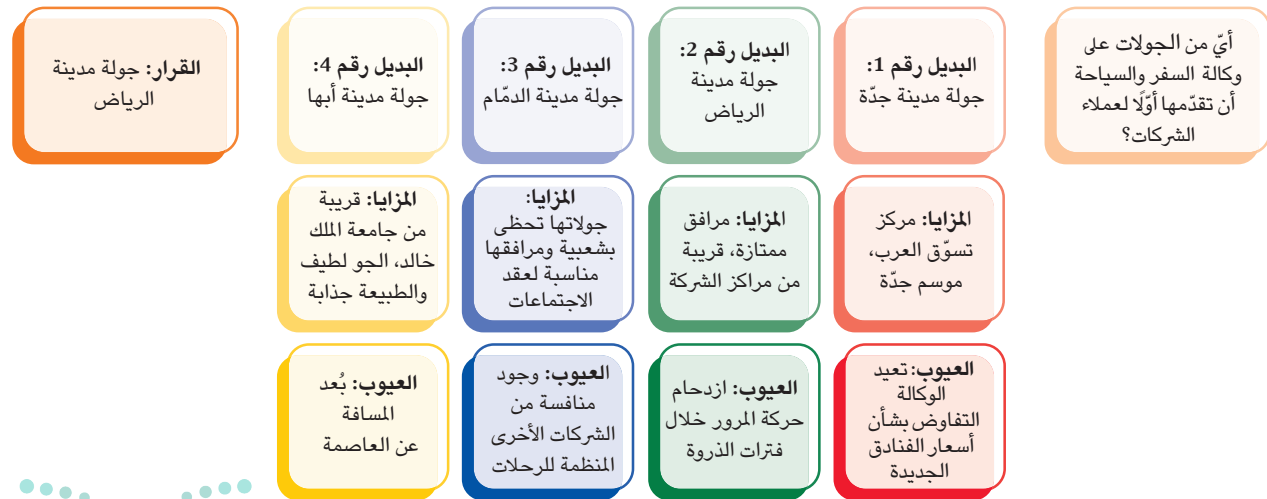 أيّ من الجولات على
وكالة السفر والسياحة
أن تقدّمها أوّلًا لعملاء
الشركات؟
البديل رقم 1:
جولة مدينة جدّة
البديل رقم 2:
جولة مدينة
الرياض
البديل رقم 3:
جولة مدينة الدمّام
البديل رقم 4:
جولة مدينة أبها
القرار: جولة مدينة
الرياض
المزايا: مركز
تسوّق العرب،
موسم جدّة
المزايا: مرافق
ممتازة، قريبة
من مراكز الشركة
المزايا:
جولاتها تحظى
بشعبية ومرافقها
مناسبة لعقد
الاجتماعات
المزايا: قريبة
من جامعة الملك
خالد، الجو لطيف
والطبيعة جذابة
العيوب: تعيد
الوكالة
التفاوض بشأن
أسعار الفنادق
الجديدة
العيوب: ازدحام
حركة المرور خلال
فترات الذروة
العيوب: وجود
منافسة من
الشركات الأخرى
المنظمة للرحلات
العيوب: بُعد
المسافة
عن العاصمة